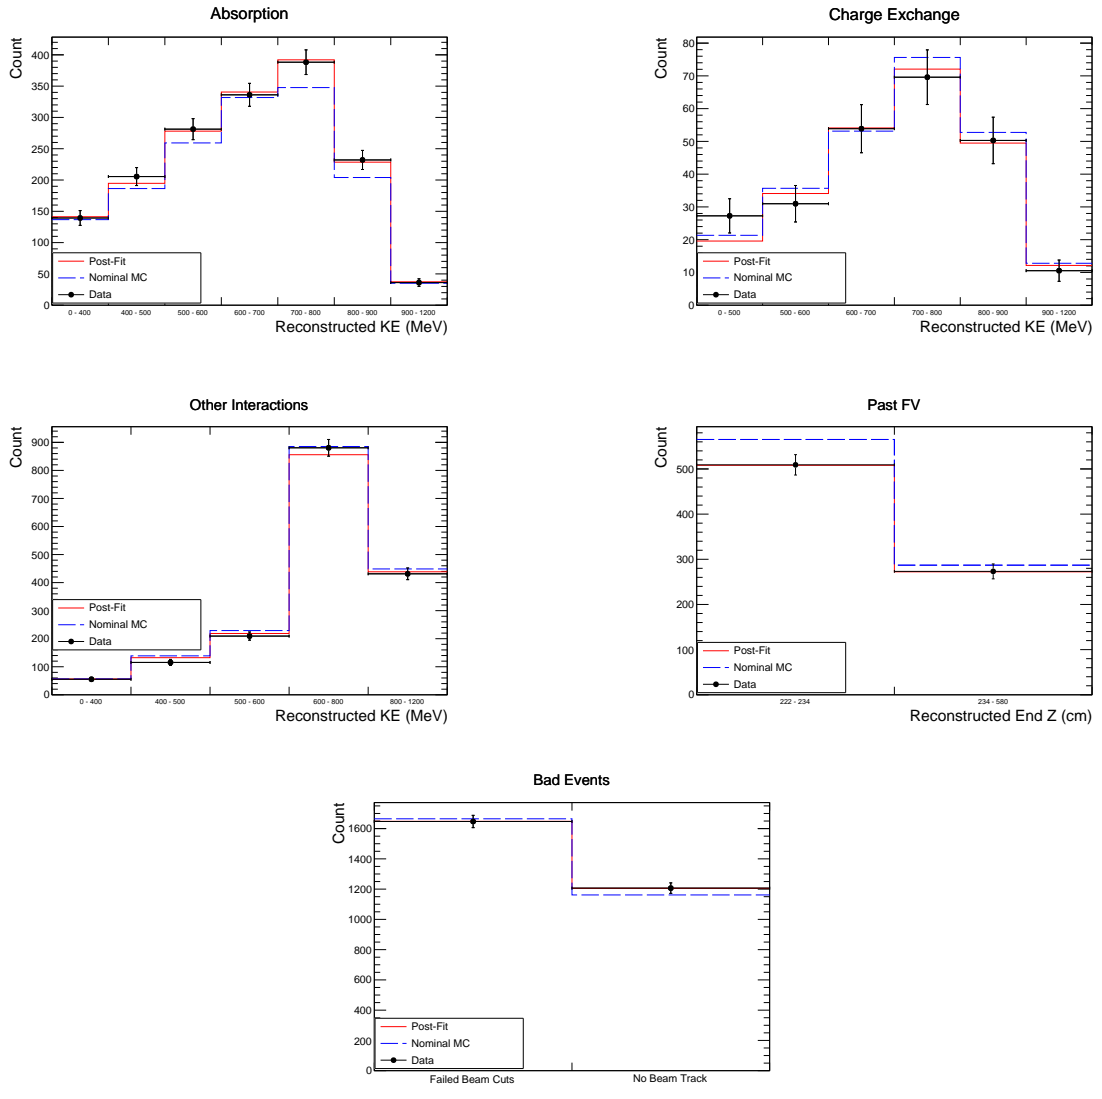 Absorption
Count
400
350
300
250
200
150
100
50
0
Post-Fit
Nominal MC
Data
0 - 400 400 - 500 500 - 600 600 - 700 700 - 800 800 - 900 900 - 1200
Reconstructed KE (MeV)
Charge Exchange
Count
80
70
60
50
40
30
20
10
0
Post-Fit
Nominal MC
Data
0 - 500 500 - 600 600 - 700 700 - 800 800 - 900 900 - 1200
Reconstructed KE (MeV)
Other Interactions
Count
900
800
700
600
500
400
300
200
100
0
Post-Fit
Nominal MC
Data
0 - 400 400 - 500 500 - 600 600 - 800 800 - 1200
Reconstructed KE (MeV)
Past FV
Count
500
400
300
200
100
0
Post-Fit
Nominal MC
Data
222 - 234 234 - 580
Reconstructed End Z (cm)
Bad Events
Count
1600
1400
1200
1000
800
600
400
200
0
Post-Fit
Nominal MC
Data
Failed Beam Cuts No Beam Track